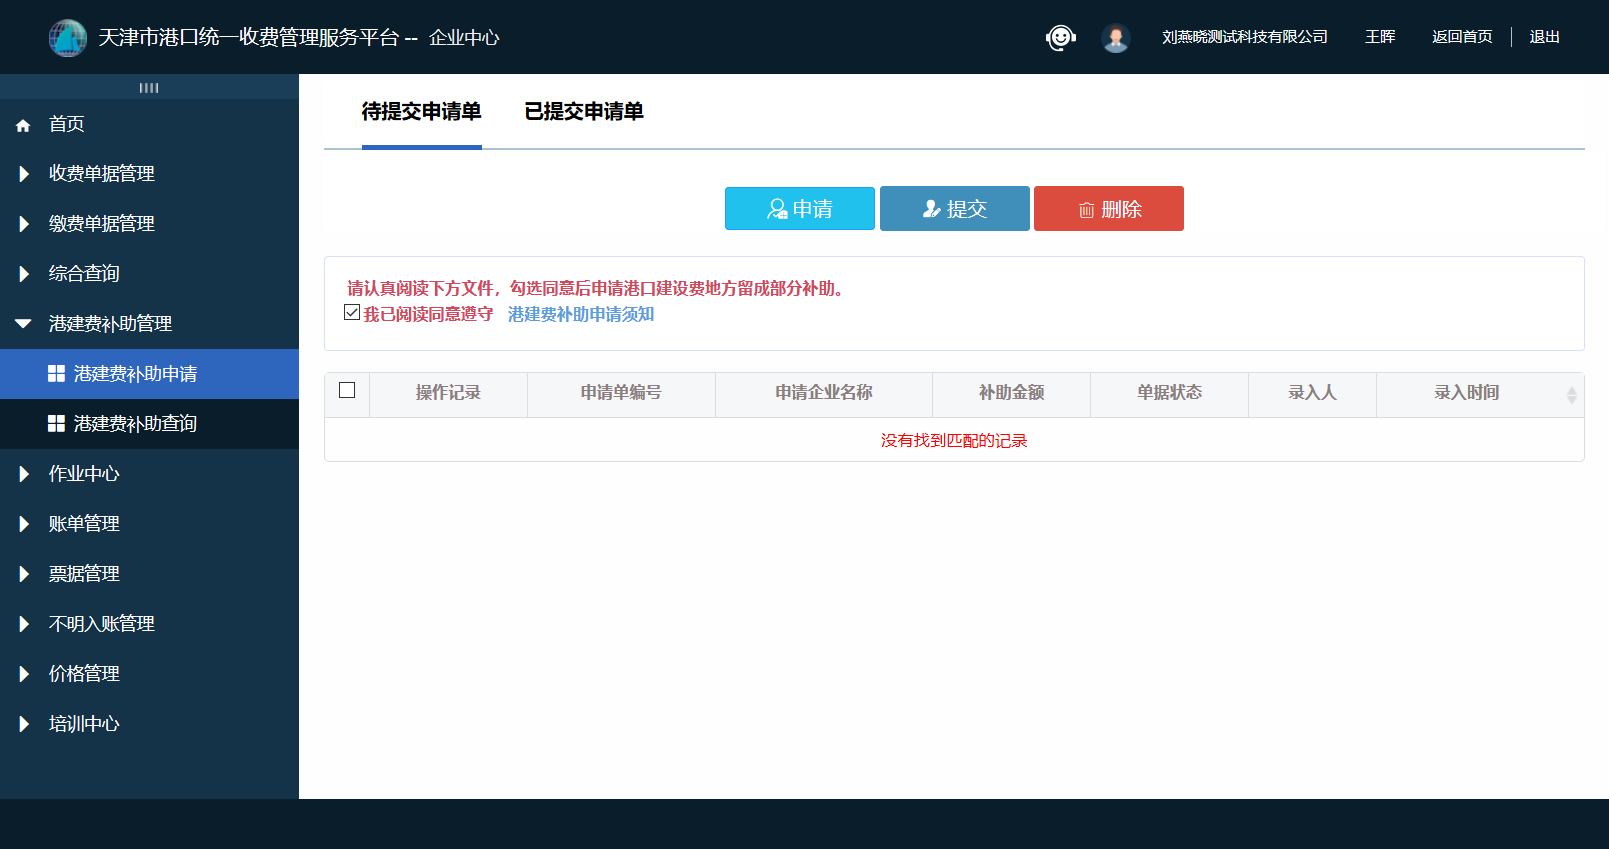 天津市港口统一收费管理服务平台 -- 企业中心
刘燕晓测试科技有限公司 王晖 返回首页 退出
首页
收费单据管理
缴费单据管理
综合查询
港建费补助管理
港建费补助申请
港建费补助查询
作业中心
账单管理
票据管理
不明入账管理
价格管理
培训中心
待提交申请单 已提交申请单
申请 提交 删除
请认真阅读下方文件，勾选同意后申请港口建设费地方留成部分补助。
我已阅读同意遵守 港建费补助申请须知
操作记录 申请单编号 申请企业名称 补助金额 单据状态 录入人 录入时间
没有找到匹配的记录